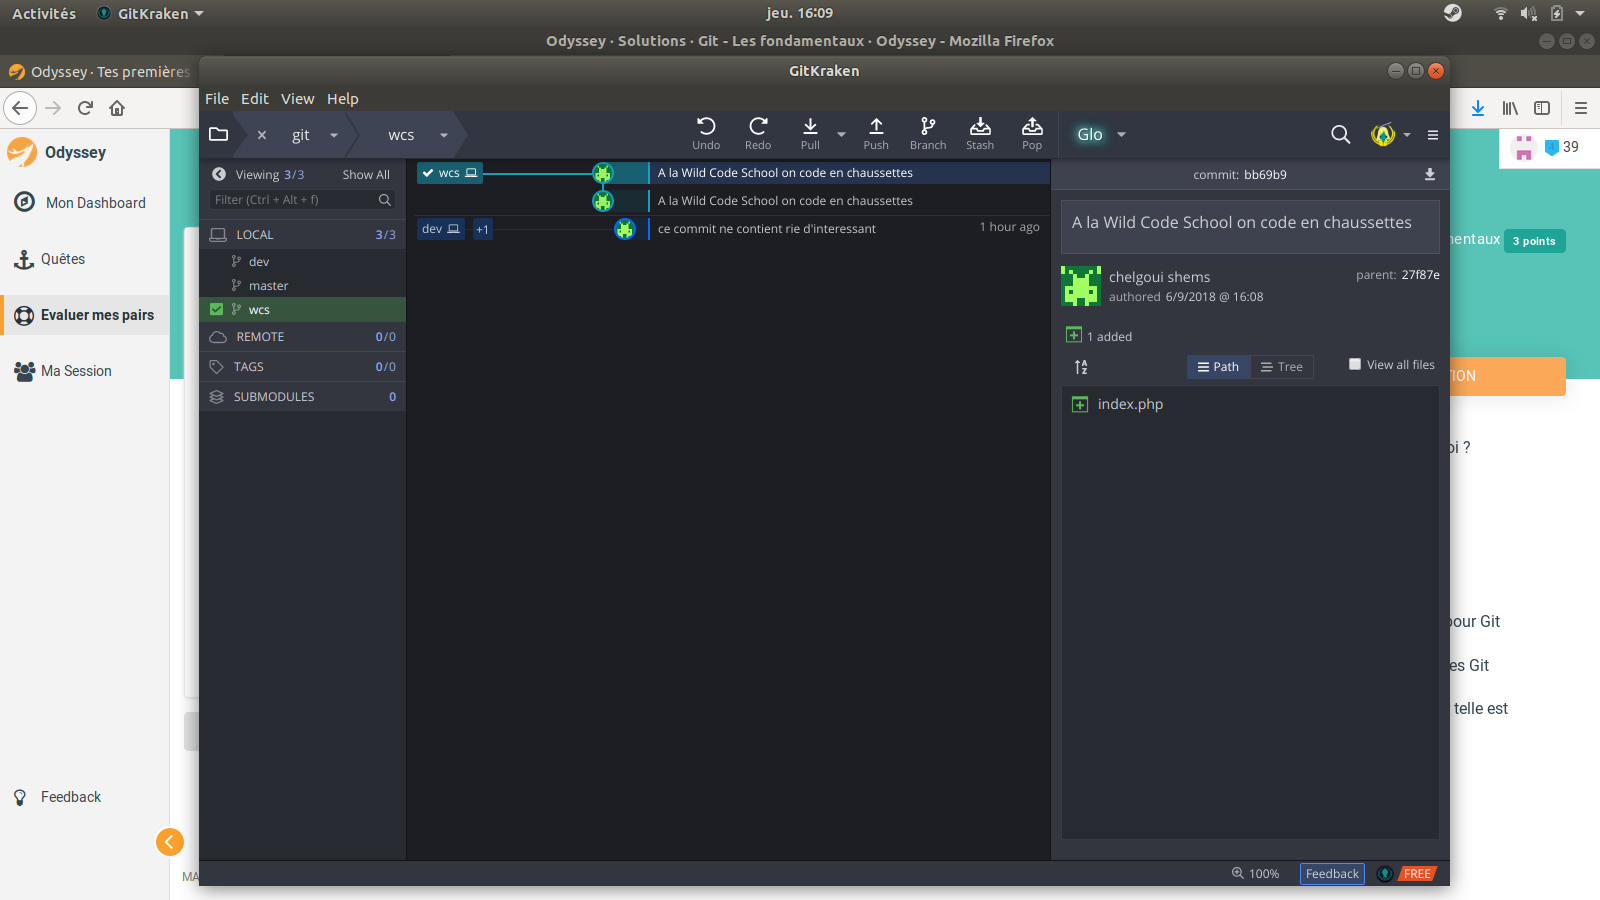 Activités GitKraken jeu. 16:09
Odyssey · Solutions · Git - Les fondamentaux · Odyssey - Mozilla Firefox
Odyssey · Tes premières
GitKraken
File Edit View Help
git wcs Undo Redo Pull Push Branch Stash Pop Glo
39
Odyssey
Mon Dashboard
Quêtes
Evaluer mes pairs
Ma Session
Feedback
MA
Viewing 3/3 Show All
Filter (Ctrl + Alt + f)
LOCAL 3/3
dev
master
wcs
REMOTE 0/0
TAGS 0/0
SUBMODULES 0
wcs A la Wild Code School on code en chaussettes
A la Wild Code School on code en chaussettes
dev +1 ce commit ne contient rie d'interessant 1 hour ago
commit: bb69b9
A la Wild Code School on code en chaussettes
chelgoui shems parent: 27f87e
authored 6/9/2018 @ 16:08
1 added
Path Tree View all files
index.php
mentaux 3 points
TION
oi ?
pour Git
es Git
telle est
100% Feedback FREE